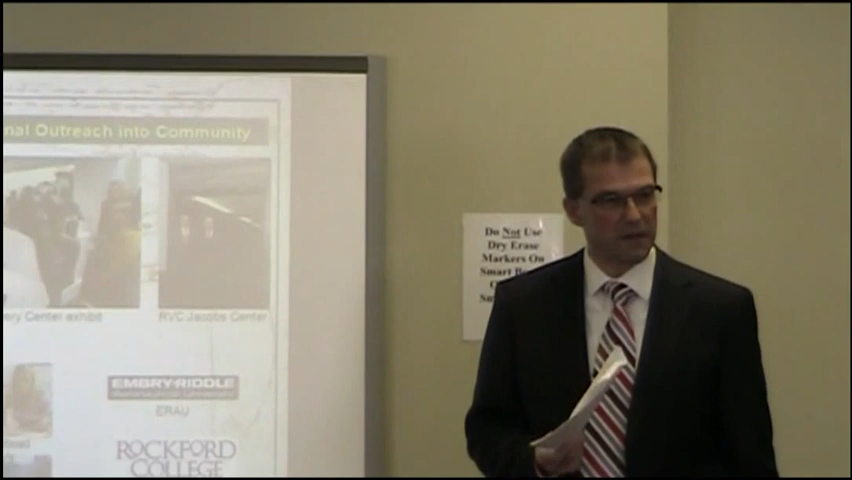 nal Outreach into Community
ery Center exhibit
RVC Jacobs Center
EMBRY-RIDDLE
ERAU
ROCKFORD
COLLEGE
Do Not Use
Dry Erase
Markers On
Smart B